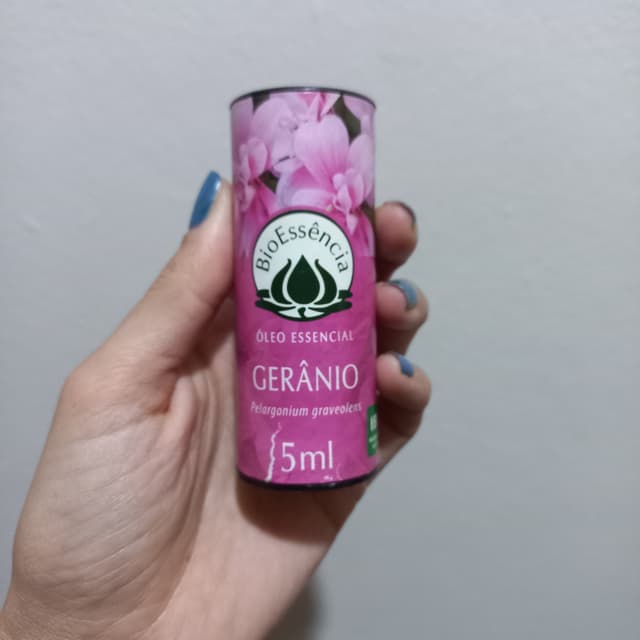 BioEssência
ÓLEO ESSENCIAL
GERÂNIO
Pelargonium graveolens
5ml